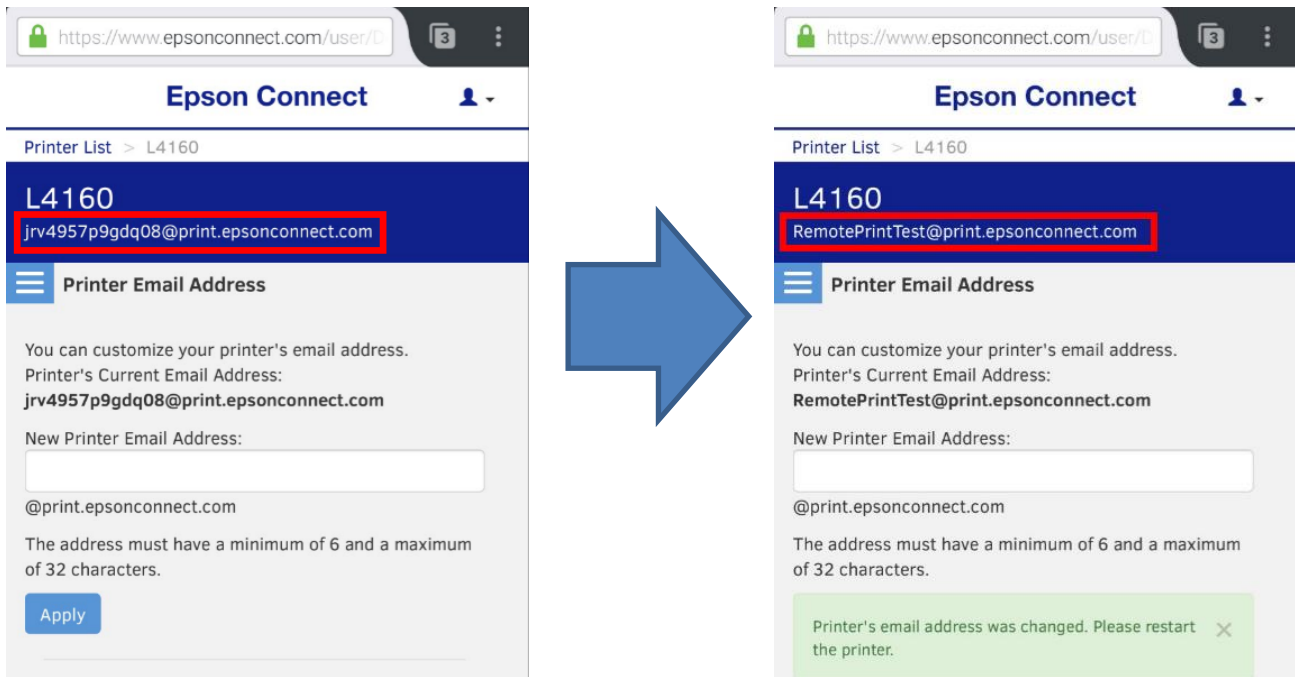 https://www.epsonconnect.com/user/D
3
Epson Connect
Printer List > L4160
L4160
jrv4957p9gdq08@print.epsonconnect.com
Printer Email Address
You can customize your printer's email address.
Printer's Current Email Address:
jrv4957p9gdq08@print.epsonconnect.com
New Printer Email Address:
@print.epsonconnect.com
The address must have a minimum of 6 and a maximum
of 32 characters.
Apply
https://www.epsonconnect.com/user/D
3
Epson Connect
Printer List > L4160
L4160
RemotePrintTest@print.epsonconnect.com
Printer Email Address
You can customize your printer's email address.
Printer's Current Email Address:
RemotePrintTest@print.epsonconnect.com
New Printer Email Address:
@print.epsonconnect.com
The address must have a minimum of 6 and a maximum
of 32 characters.
Printer's email address was changed. Please restart
the printer.